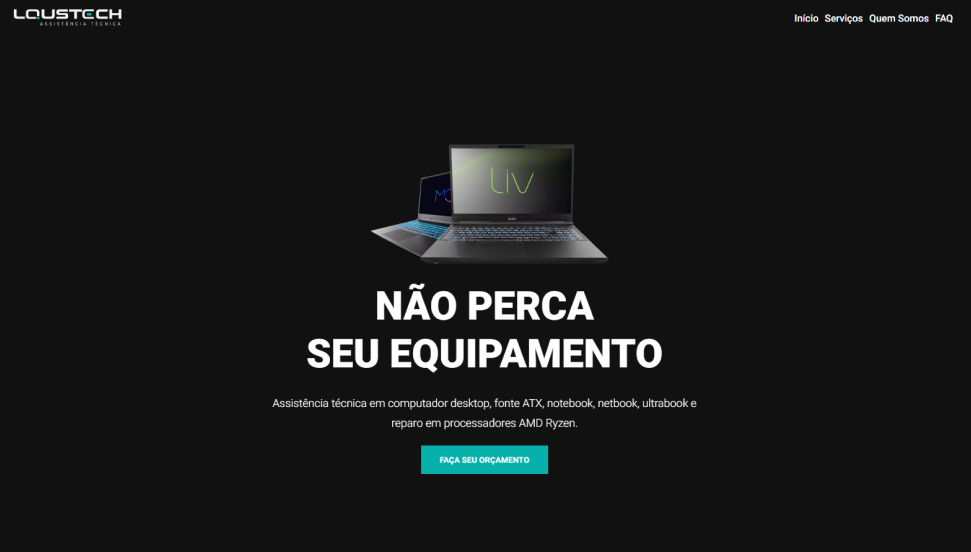 LQUSTECH
ASSISTÊNCIA TÉCNICA
Início Serviços Quem Somos FAQ
Liv
NÃO PERCA
SEU EQUIPAMENTO
Assistência técnica em computador desktop, fonte ATX, notebook, netbook, ultrabook e
reparo em processadores AMD Ryzen.
FAÇA SEU ORÇAMENTO